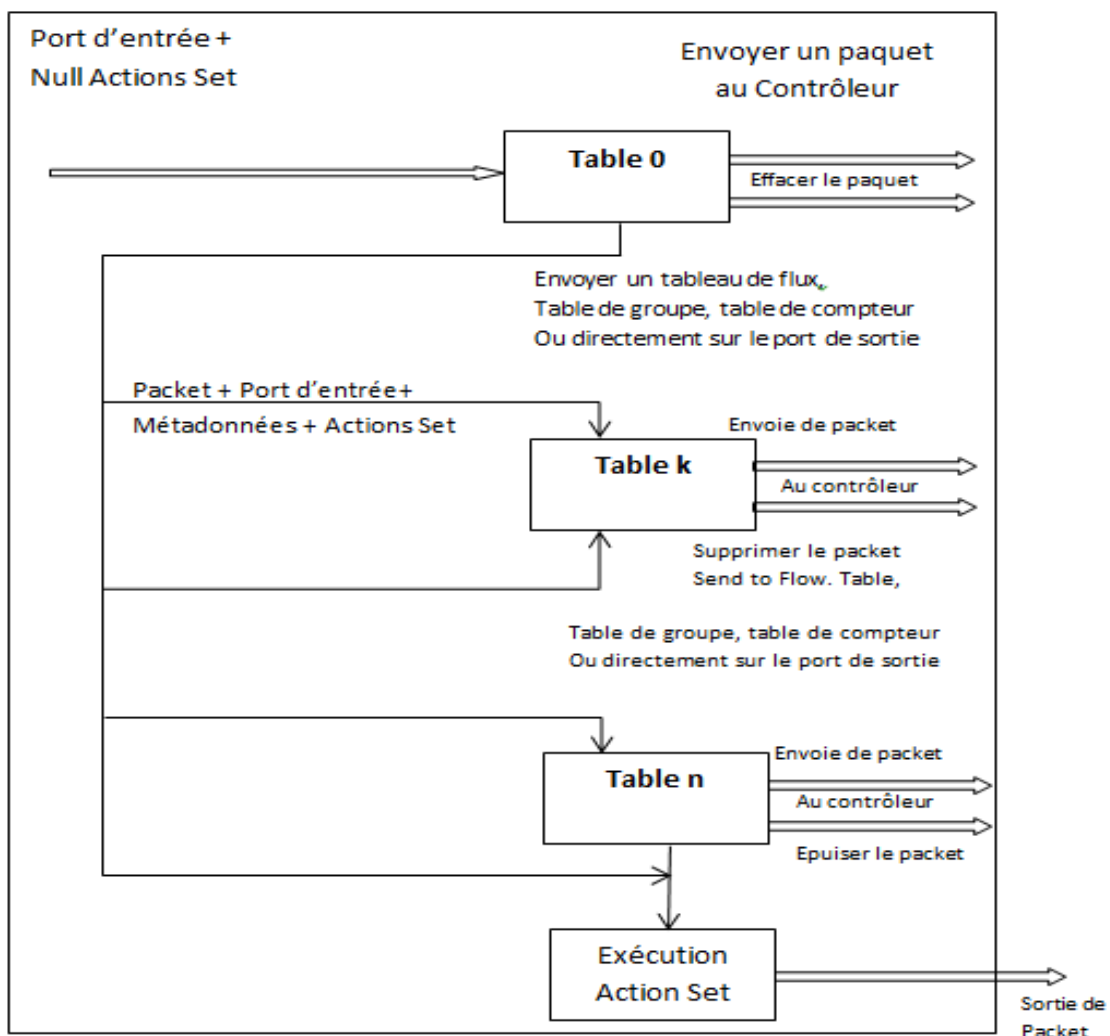 Port d'entrée +
Null Actions Set
Envoyer un paquet
au Contrôleur
Table 0
Effacer le paquet
Envoyer un tableau de flux,
Table de groupe, table de compteur
Ou directement sur le port de sortie
Packet + Port d'entrée+
Métadonnées + Actions Set
Envoie de packet
Table k
Au contrôleur
Supprimer le packet
Send to Flow. Table,
Table de groupe, table de compteur
Ou directement sur le port de sortie
Envoie de packet
Table n
Au contrôleur
Epuiser le packet
Exécution
Action Set
Sortie de
Packet